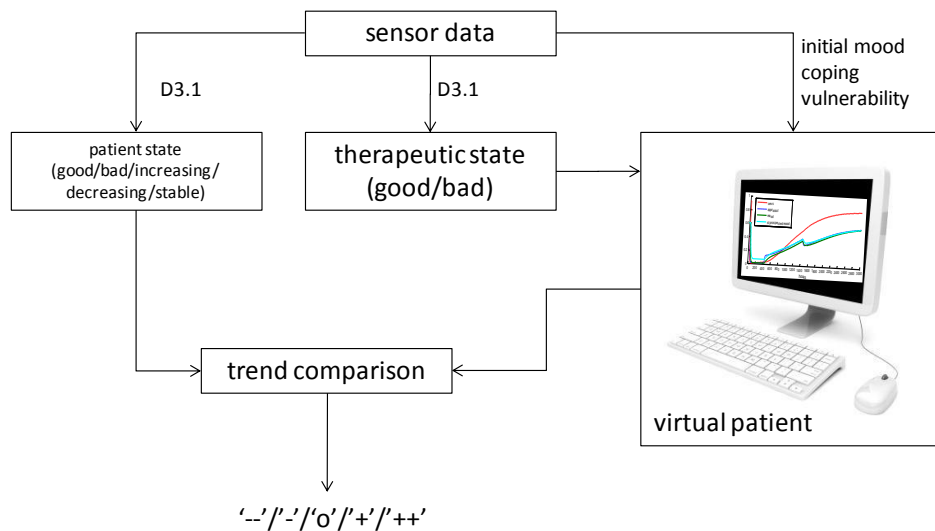 sensor data
D3.1
D3.1
initial mood
coping
vulnerability
patient state
(good/bad/increasing/
decreasing/stable)
therapeutic state
(good/bad)
trend comparison
virtual patient
‘--’/’-’/‘o’/’+’/’++’